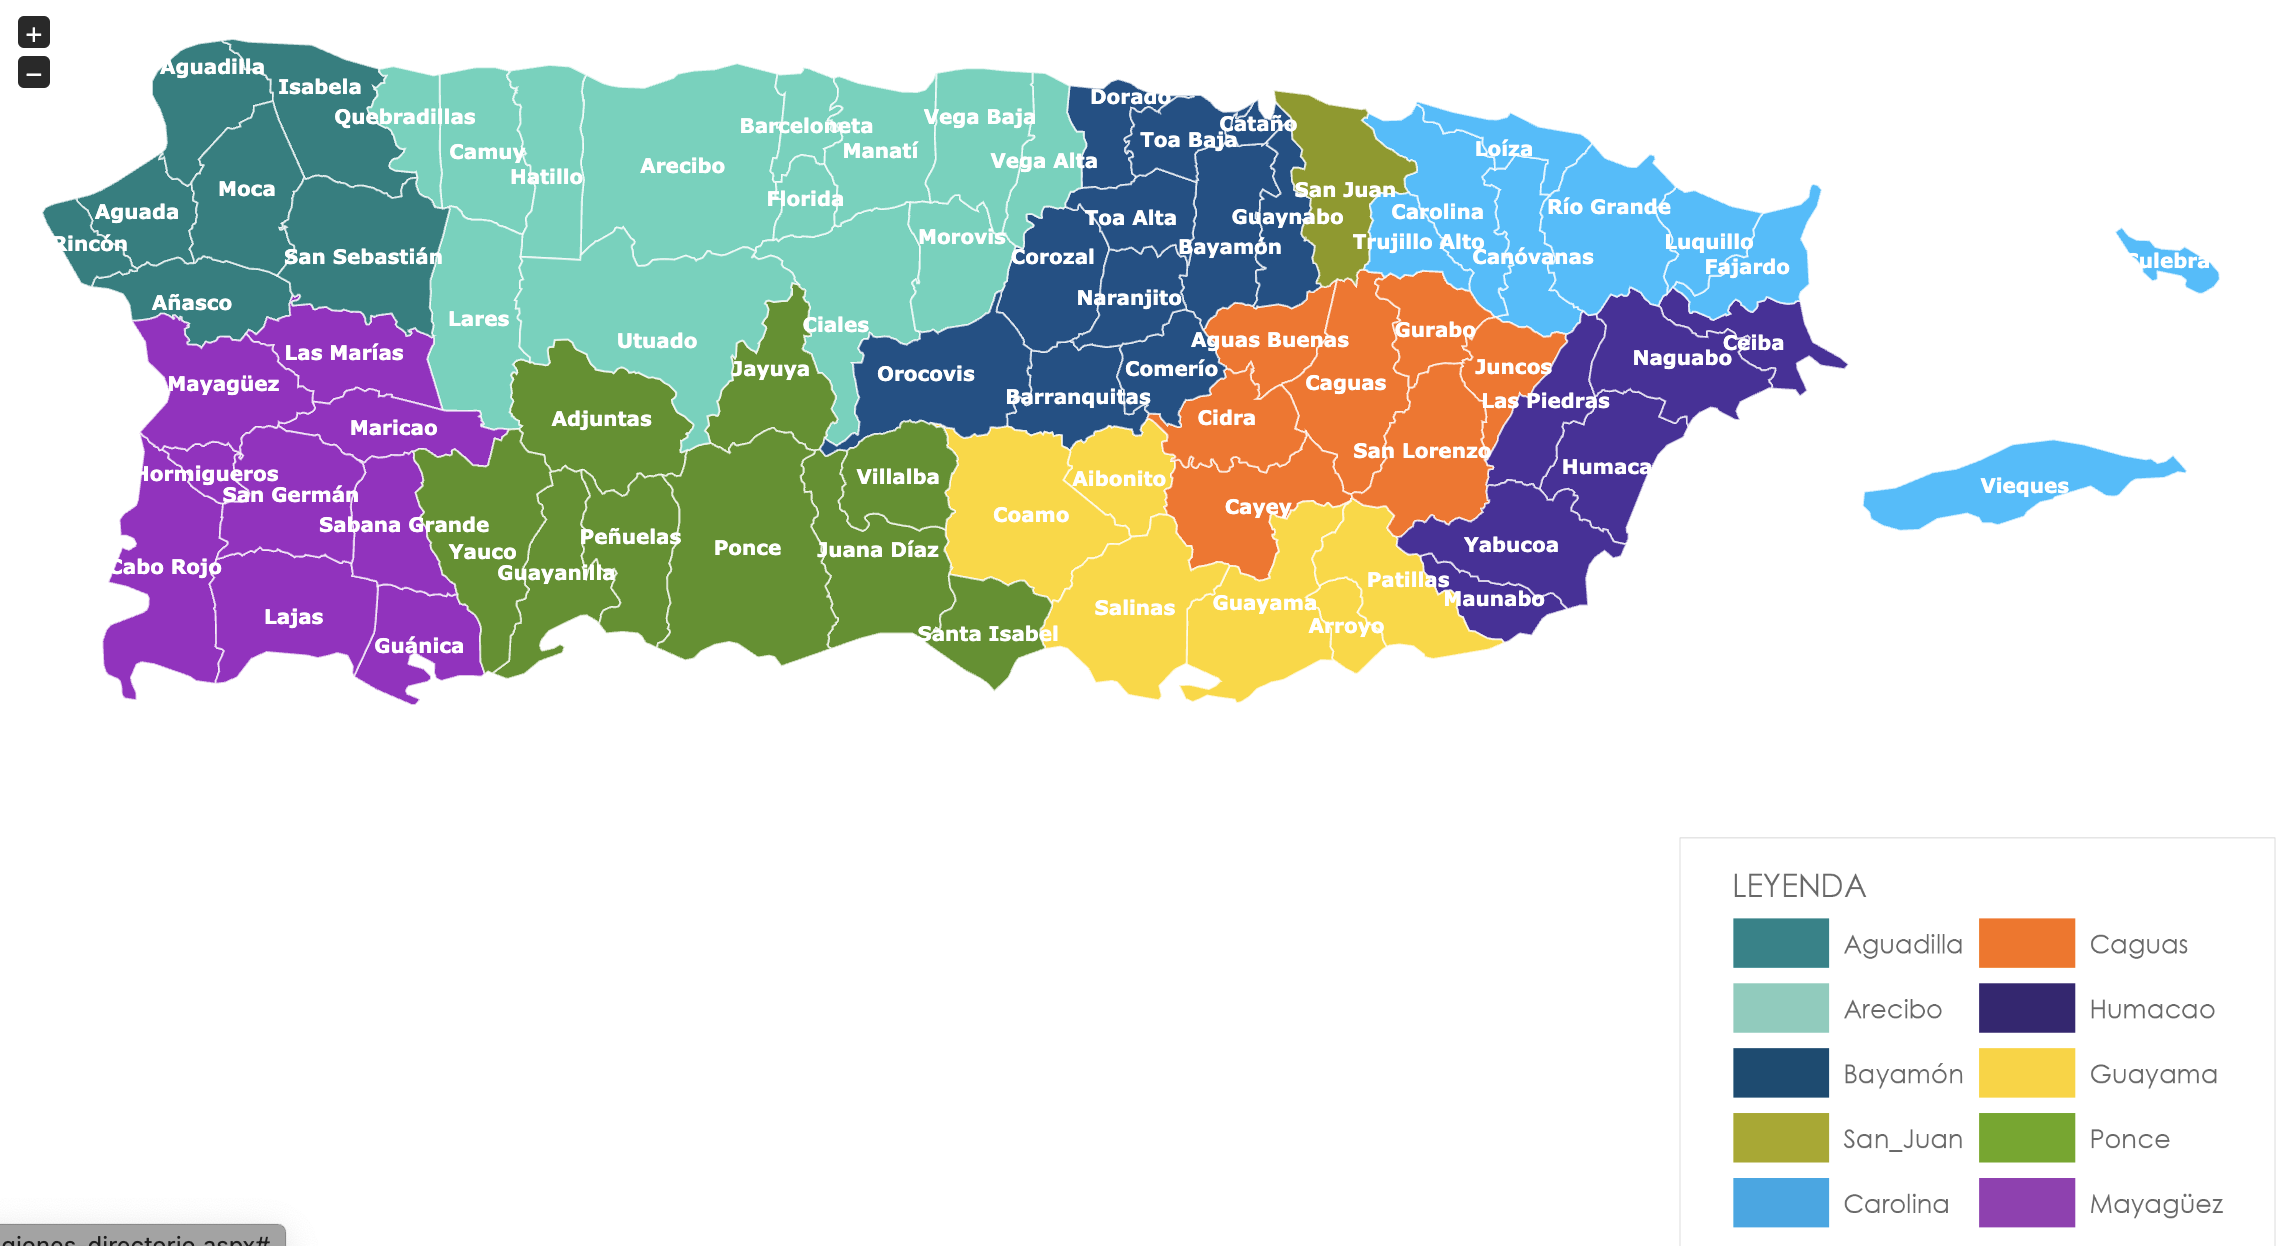 +
−
Aguadilla
Isabela
Quebradillas
Camuy
Hatillo
Arecibo
Barceloneta
Manatí
Vega Baja
Vega Alta
Florida
Dorado
Toa Baja
Cataño
San Juan
Loíza
Moca
Aguada
Rincón
San Sebastián
Añasco
Morovis
Toa Alta
Guaynabo
Bayamón
Corozal
Naranjito
Carolina
Trujillo Alto
Canóvanas
Río Grande
Luquillo
Fajardo
Culebra
Lares
Utuado
Ciales
Jayuya
Las Marías
Mayagüez
Maricao
Adjuntas
Orocovis
Barranquitas
Comerío
Aguas Buenas
Gurabo
Caguas
Juncos
Las Piedras
Naguabo
Ceiba
Cidra
San Lorenzo
Humaca
Vieques
Hormigueros
San Germán
Sabana Grande
Yauco
Guayanilla
Peñuelas
Ponce
Villalba
Juana Díaz
Coamo
Aibonito
Cayey
Yabucoa
Cabo Rojo
Lajas
Guánica
Santa Isabel
Salinas
Guayama
Arroyo
Patillas
Maunabo
LEYENDA
Aguadilla
Caguas
Arecibo
Humacao
Bayamón
Guayama
San_Juan
Ponce
Carolina
Mayagüez
giones_directorio.aspx#